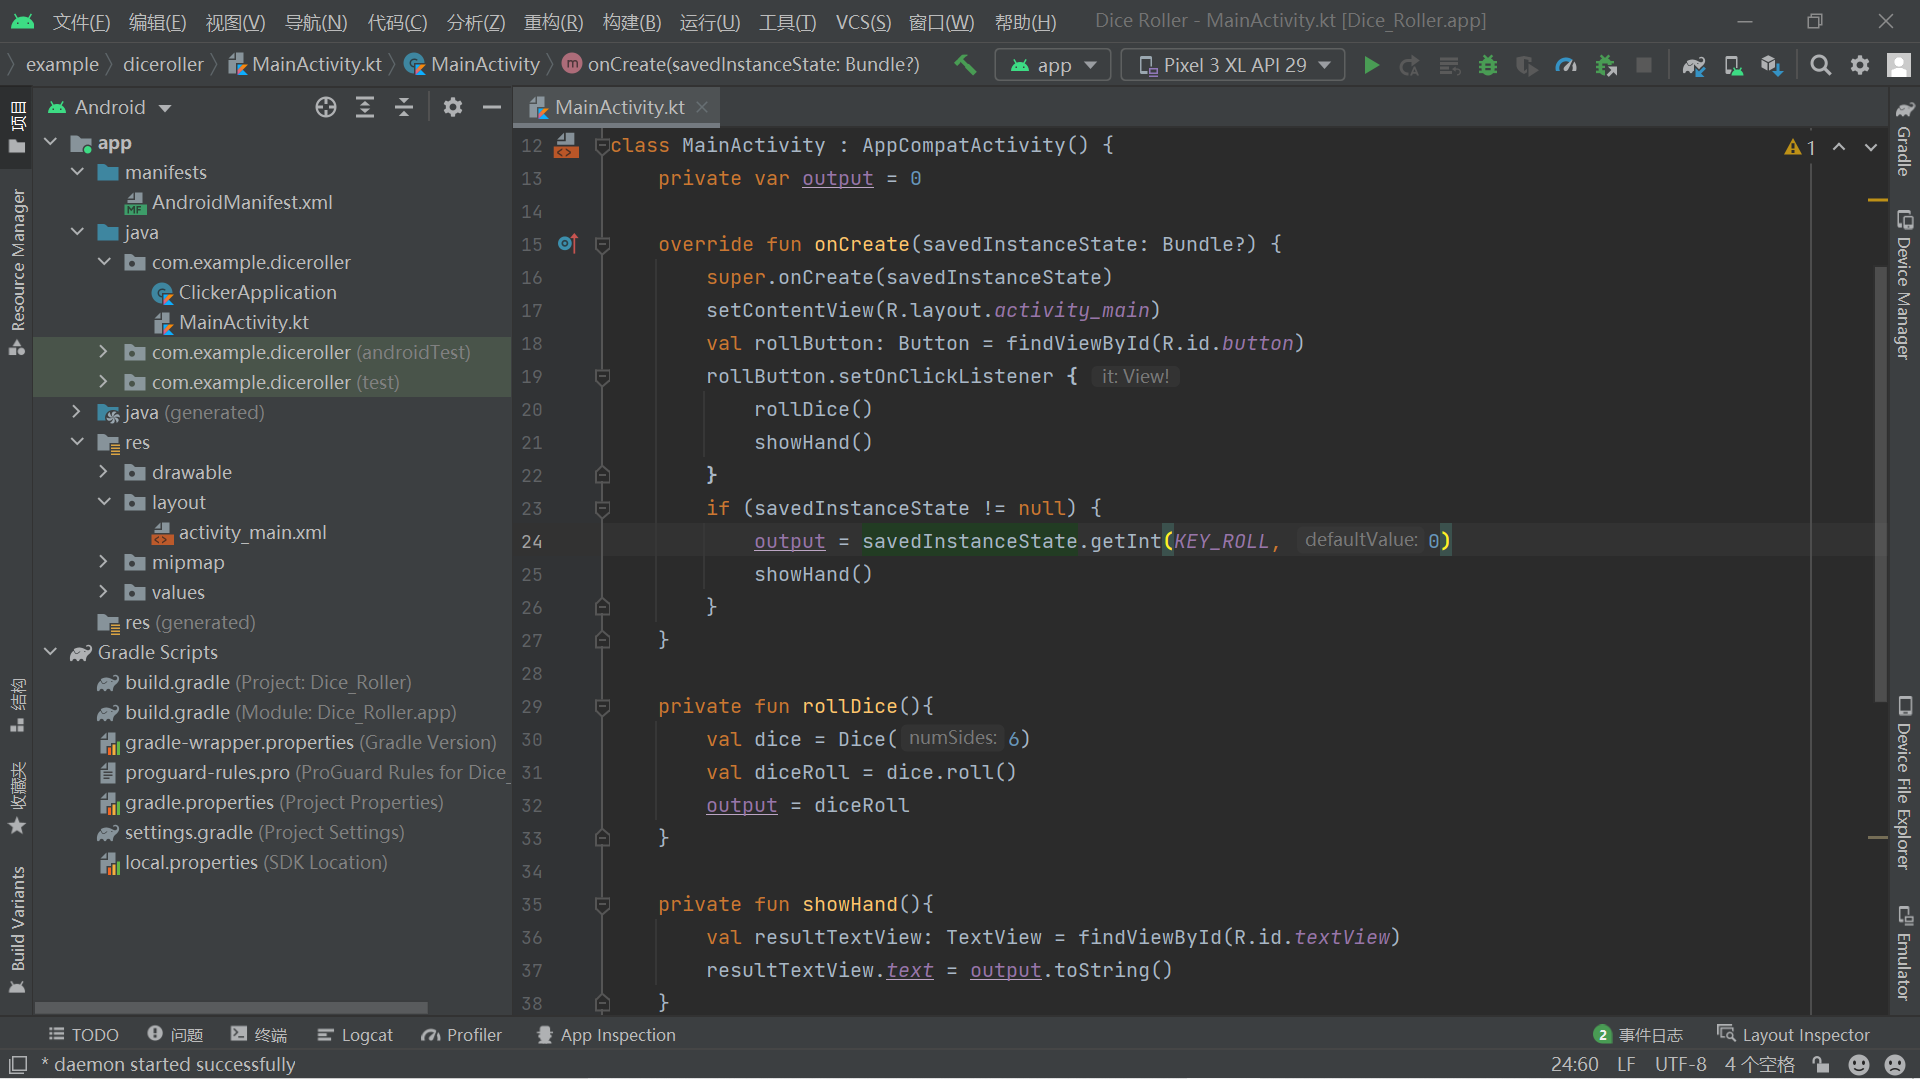 文件(F) 编辑(E) 视图(V) 导航(N) 代码(C) 分析(Z) 重构(R) 构建(B) 运行(U) 工具(T) VCS(S) 窗口(W) 帮助(H) Dice Roller - MainActivity.kt [Dice_Roller.app]
example diceroller MainActivity.kt MainActivity m onCreate(savedInstanceState: Bundle?) app Pixel 3 XL API 29
项目
Resource Manager
结构
收藏夹
Build Variants
Android
app
manifests
MF AndroidManifest.xml
java
com.example.diceroller
ClickerApplication
MainActivity.kt
com.example.diceroller (androidTest)
com.example.diceroller (test)
java (generated)
res
drawable
layout
activity_main.xml
mipmap
values
res (generated)
Gradle Scripts
build.gradle (Project: Dice_Roller)
build.gradle (Module: Dice_Roller.app)
gradle-wrapper.properties (Gradle Version)
proguard-rules.pro (ProGuard Rules for Dice_
gradle.properties (Project Properties)
settings.gradle (Project Settings)
local.properties (SDK Location)
MainActivity.kt
12 class MainActivity : AppCompatActivity() { 1
13 private var output = 0
14
15 override fun onCreate(savedInstanceState: Bundle?) {
16 super.onCreate(savedInstanceState)
17 setContentView(R.layout.activity_main)
18 val rollButton: Button = findViewById(R.id.button)
19 rollButton.setOnClickListener { it: View!
20 rollDice()
21 showHand()
22 }
23 if (savedInstanceState != null) {
24 output = savedInstanceState.getInt(KEY_ROLL, defaultValue: 0)
25 showHand()
26 }
27 }
28
29 private fun rollDice(){
30 val dice = Dice( numSides: 6)
31 val diceRoll = dice.roll()
32 output = diceRoll
33 }
34
35 private fun showHand(){
36 val resultTextView: TextView = findViewById(R.id.textView)
37 resultTextView.text = output.toString()
38 }
Gradle
Device Manager
Device File Explorer
Emulator
TODO 问题 终端 Logcat Profiler App Inspection 2 事件日志 Layout Inspector
* daemon started successfully 24:60 LF UTF-8 4 个空格